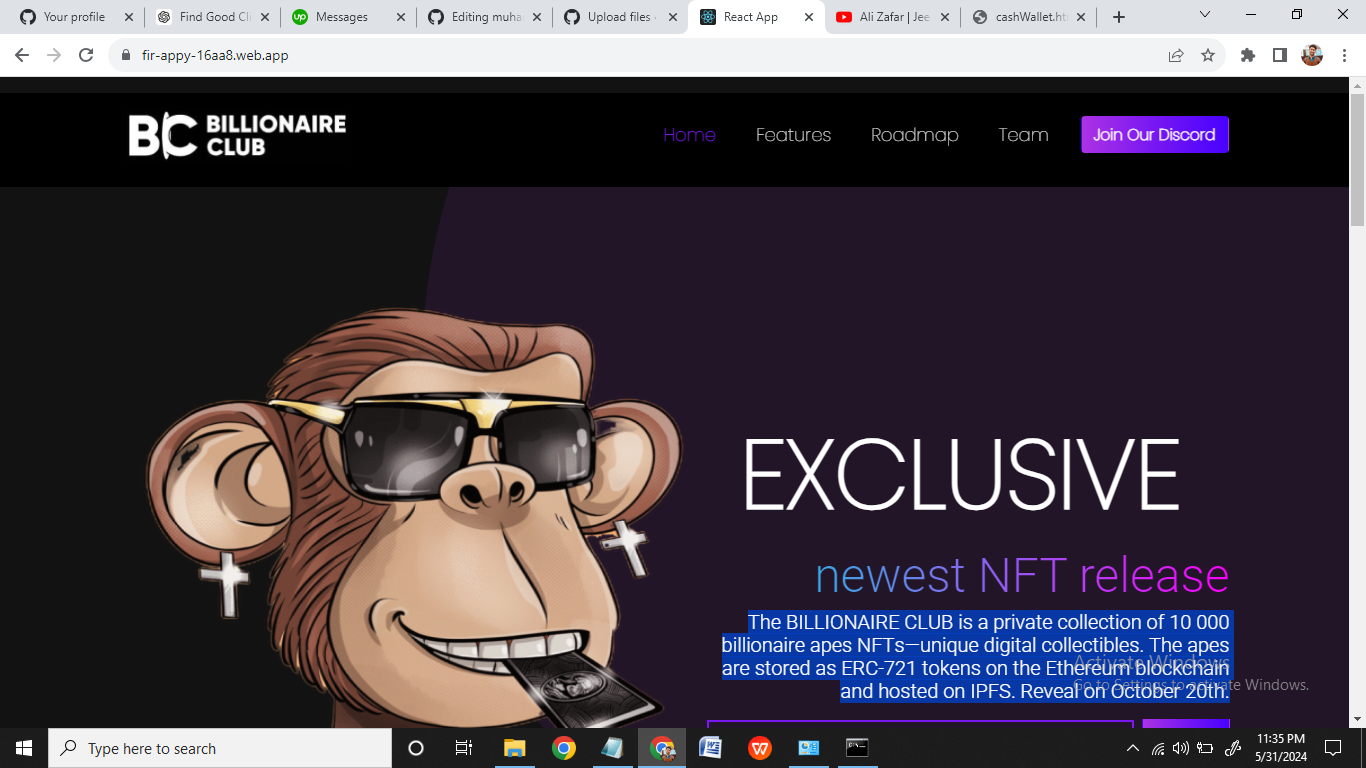 Your profile
Find Good Cli
Messages
Editing muha
Upload files
React App
Ali Zafar | Jee
cashWallet.ht
fir-appy-16aa8.web.app
BC BILLIONAIRE CLUB
Home
Features
Roadmap
Team
Join Our Discord
EXCLUSIVE
newest NFT release
The BILLIONAIRE CLUB is a private collection of 10 000
billionaire apes NFTs—unique digital collectibles. The apes
are stored as ERC-721 tokens on the Ethereum blockchain
and hosted on IPFS. Reveal on October 20th.
Activate Windows
Go to Settings to activate Windows.
Type here to search
11:35 PM
5/31/2024